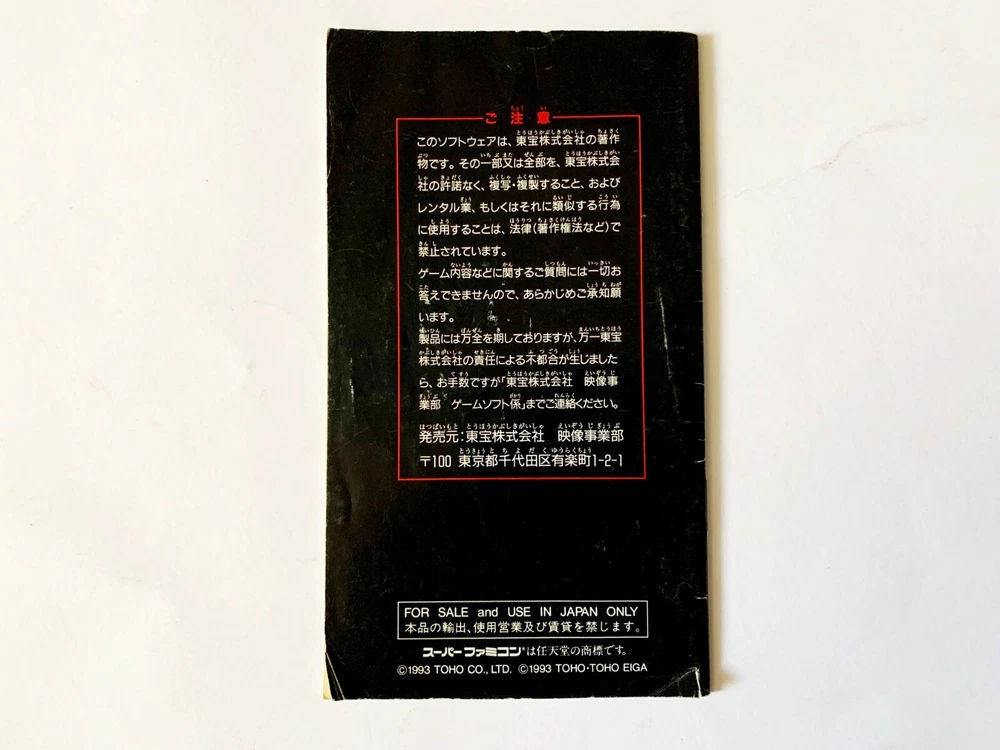 ご注意
このソフトウェアは、東宝株式会社の著作
物です。その一部又は全部を、東宝株式会
社の許諾なく、複写・複製すること、および
レンタル業、もしくはそれに類似する行為
に使用することは、法律(著作権法など)で
禁止されています。
ゲーム内容などに関するご質問には一切お
答えできませんので、あらかじめご承知願
います。
製品には万全を期しておりますが、万一東宝
株式会社の責任による不都合が生じました
ら、お手数ですが「東宝株式会社 映像事
業部 ゲームソフト係」までご連絡ください。
発売元:東宝株式会社 映像事業部
〒100 東京都千代田区有楽町1-2-1
FOR SALE and USE IN JAPAN ONLY
本品の輸出、使用営業及び賃貸を禁じます。
スーパーファミコンは任天堂の商標です。
©1993 TOHO CO., LTD. ©1993 TOHO・TOHO EIGA